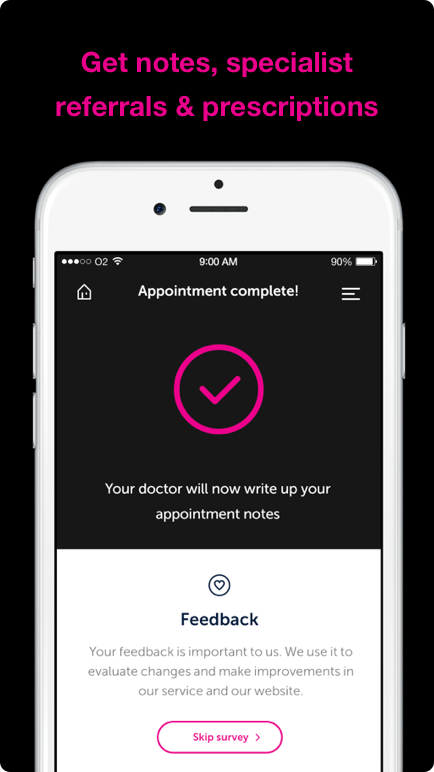 Get notes, specialist
referrals & prescriptions
O2 9:00 AM 90%
Appointment complete!
Your doctor will now write up your
appointment notes
Feedback
Your feedback is important to us. We use it to
evaluate changes and make improvements in
our service and our website.
Skip survey